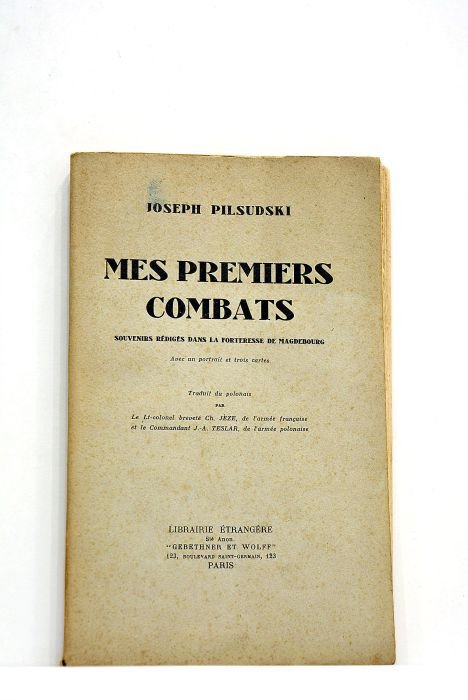 JOSEPH PILSUDSKI
MES PREMIERS
COMBATS
SOUVENIRS RÉDIGÉS DANS LA FORTERESSE DE MAGDEBOURG
Avec un portrait et trois cartes
Traduit du polonais
PAR
Le Lt-colonel breveté Ch. JÈZE, de l'armée française
et le Commandant J.-A. TESLAR, de l'armée polonaise
LIBRAIRIE ÉTRANGÈRE
Sté Anon.
"GEBETHNER ET WOLFF"
123, BOULEVARD SAINT-GERMAIN, 123
PARIS